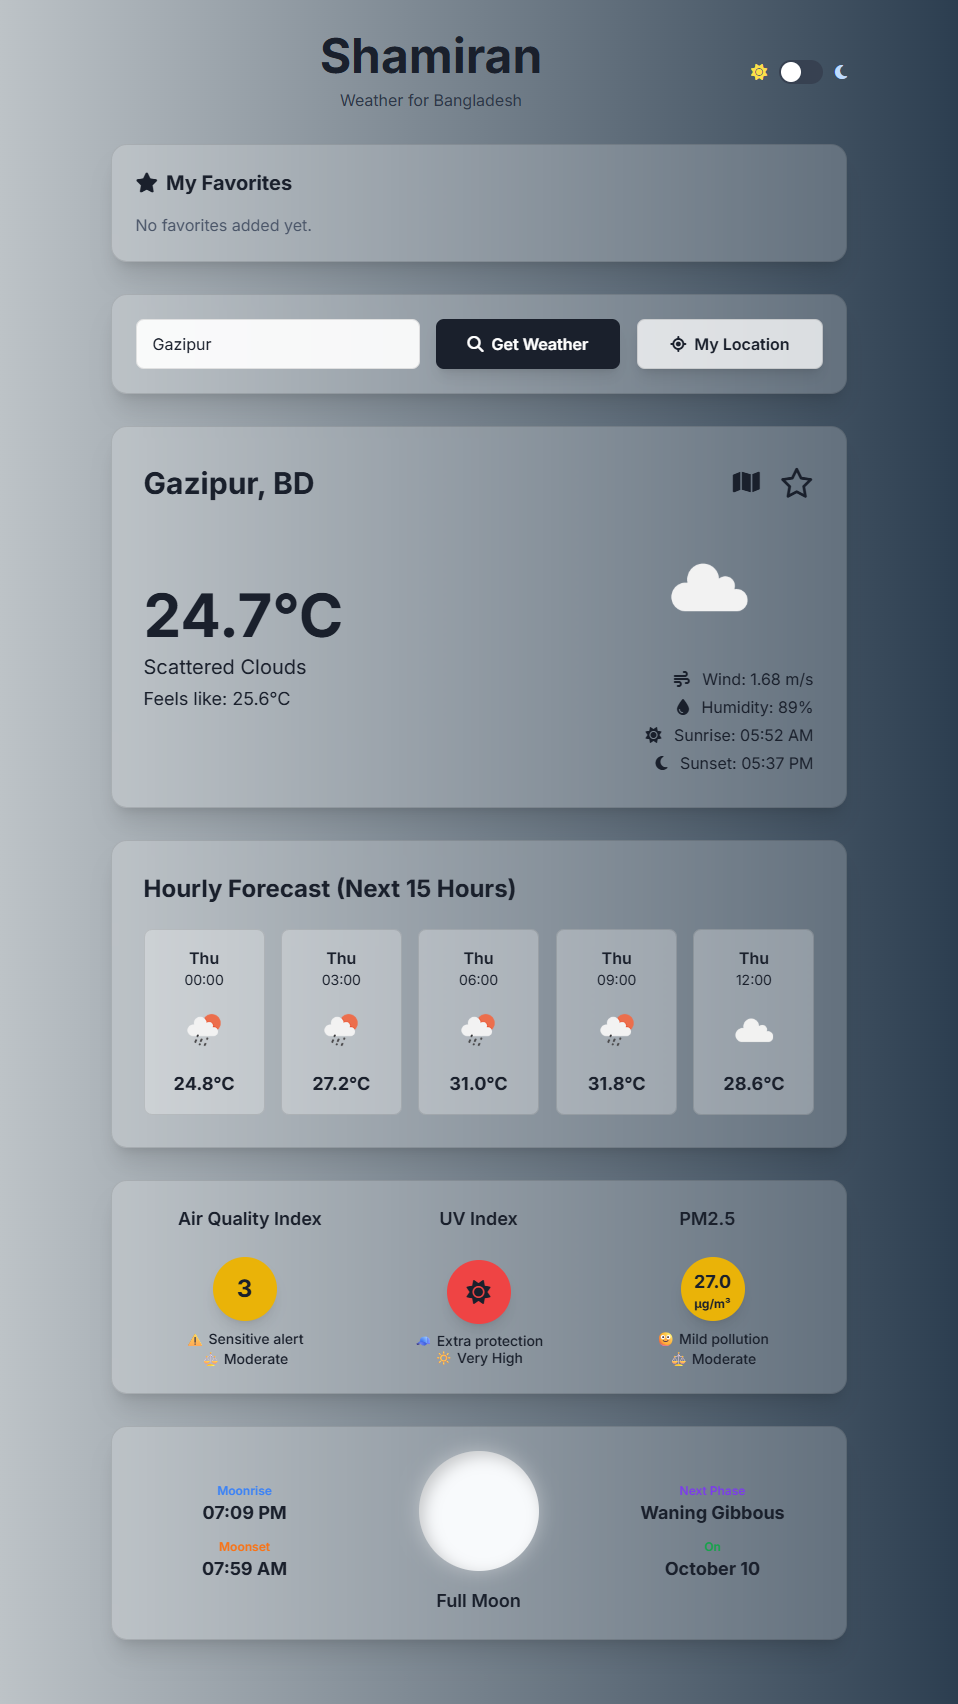 Shamiran
Weather for Bangladesh
My Favorites
No favorites added yet.
Gazipur
Get Weather
My Location
Gazipur, BD
24.7°C
Scattered Clouds
Feels like: 25.6°C
Wind: 1.68 m/s
Humidity: 89%
Sunrise: 05:52 AM
Sunset: 05:37 PM
Hourly Forecast (Next 15 Hours)
Thu
00:00
24.8°C
Thu
03:00
27.2°C
Thu
06:00
31.0°C
Thu
09:00
31.8°C
Thu
12:00
28.6°C
Air Quality Index
3
Sensitive alert
Moderate
UV Index
Extra protection
Very High
PM2.5
27.0
µg/m³
Mild pollution
Moderate
Moonrise
07:09 PM
Moonset
07:59 AM
Full Moon
Next Phase
Waning Gibbous
On
October 10